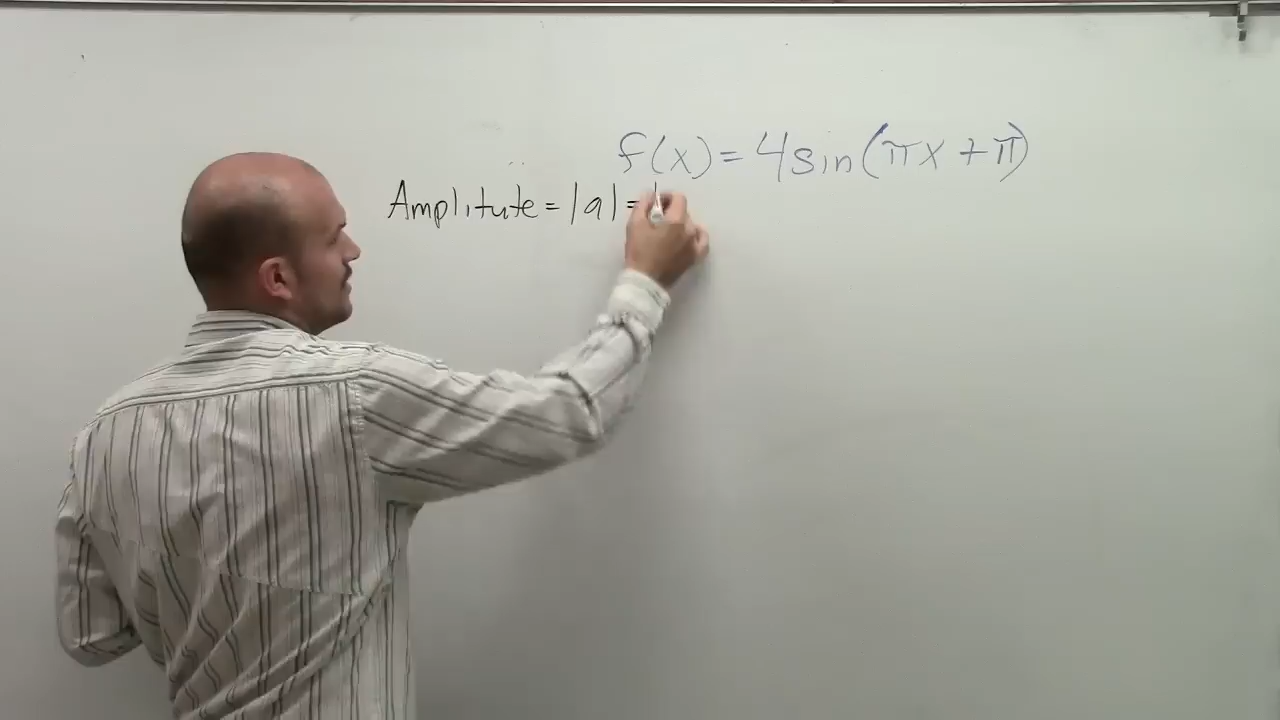 f(x) = 4sin(πx + π)
Amplitute = |a| = |